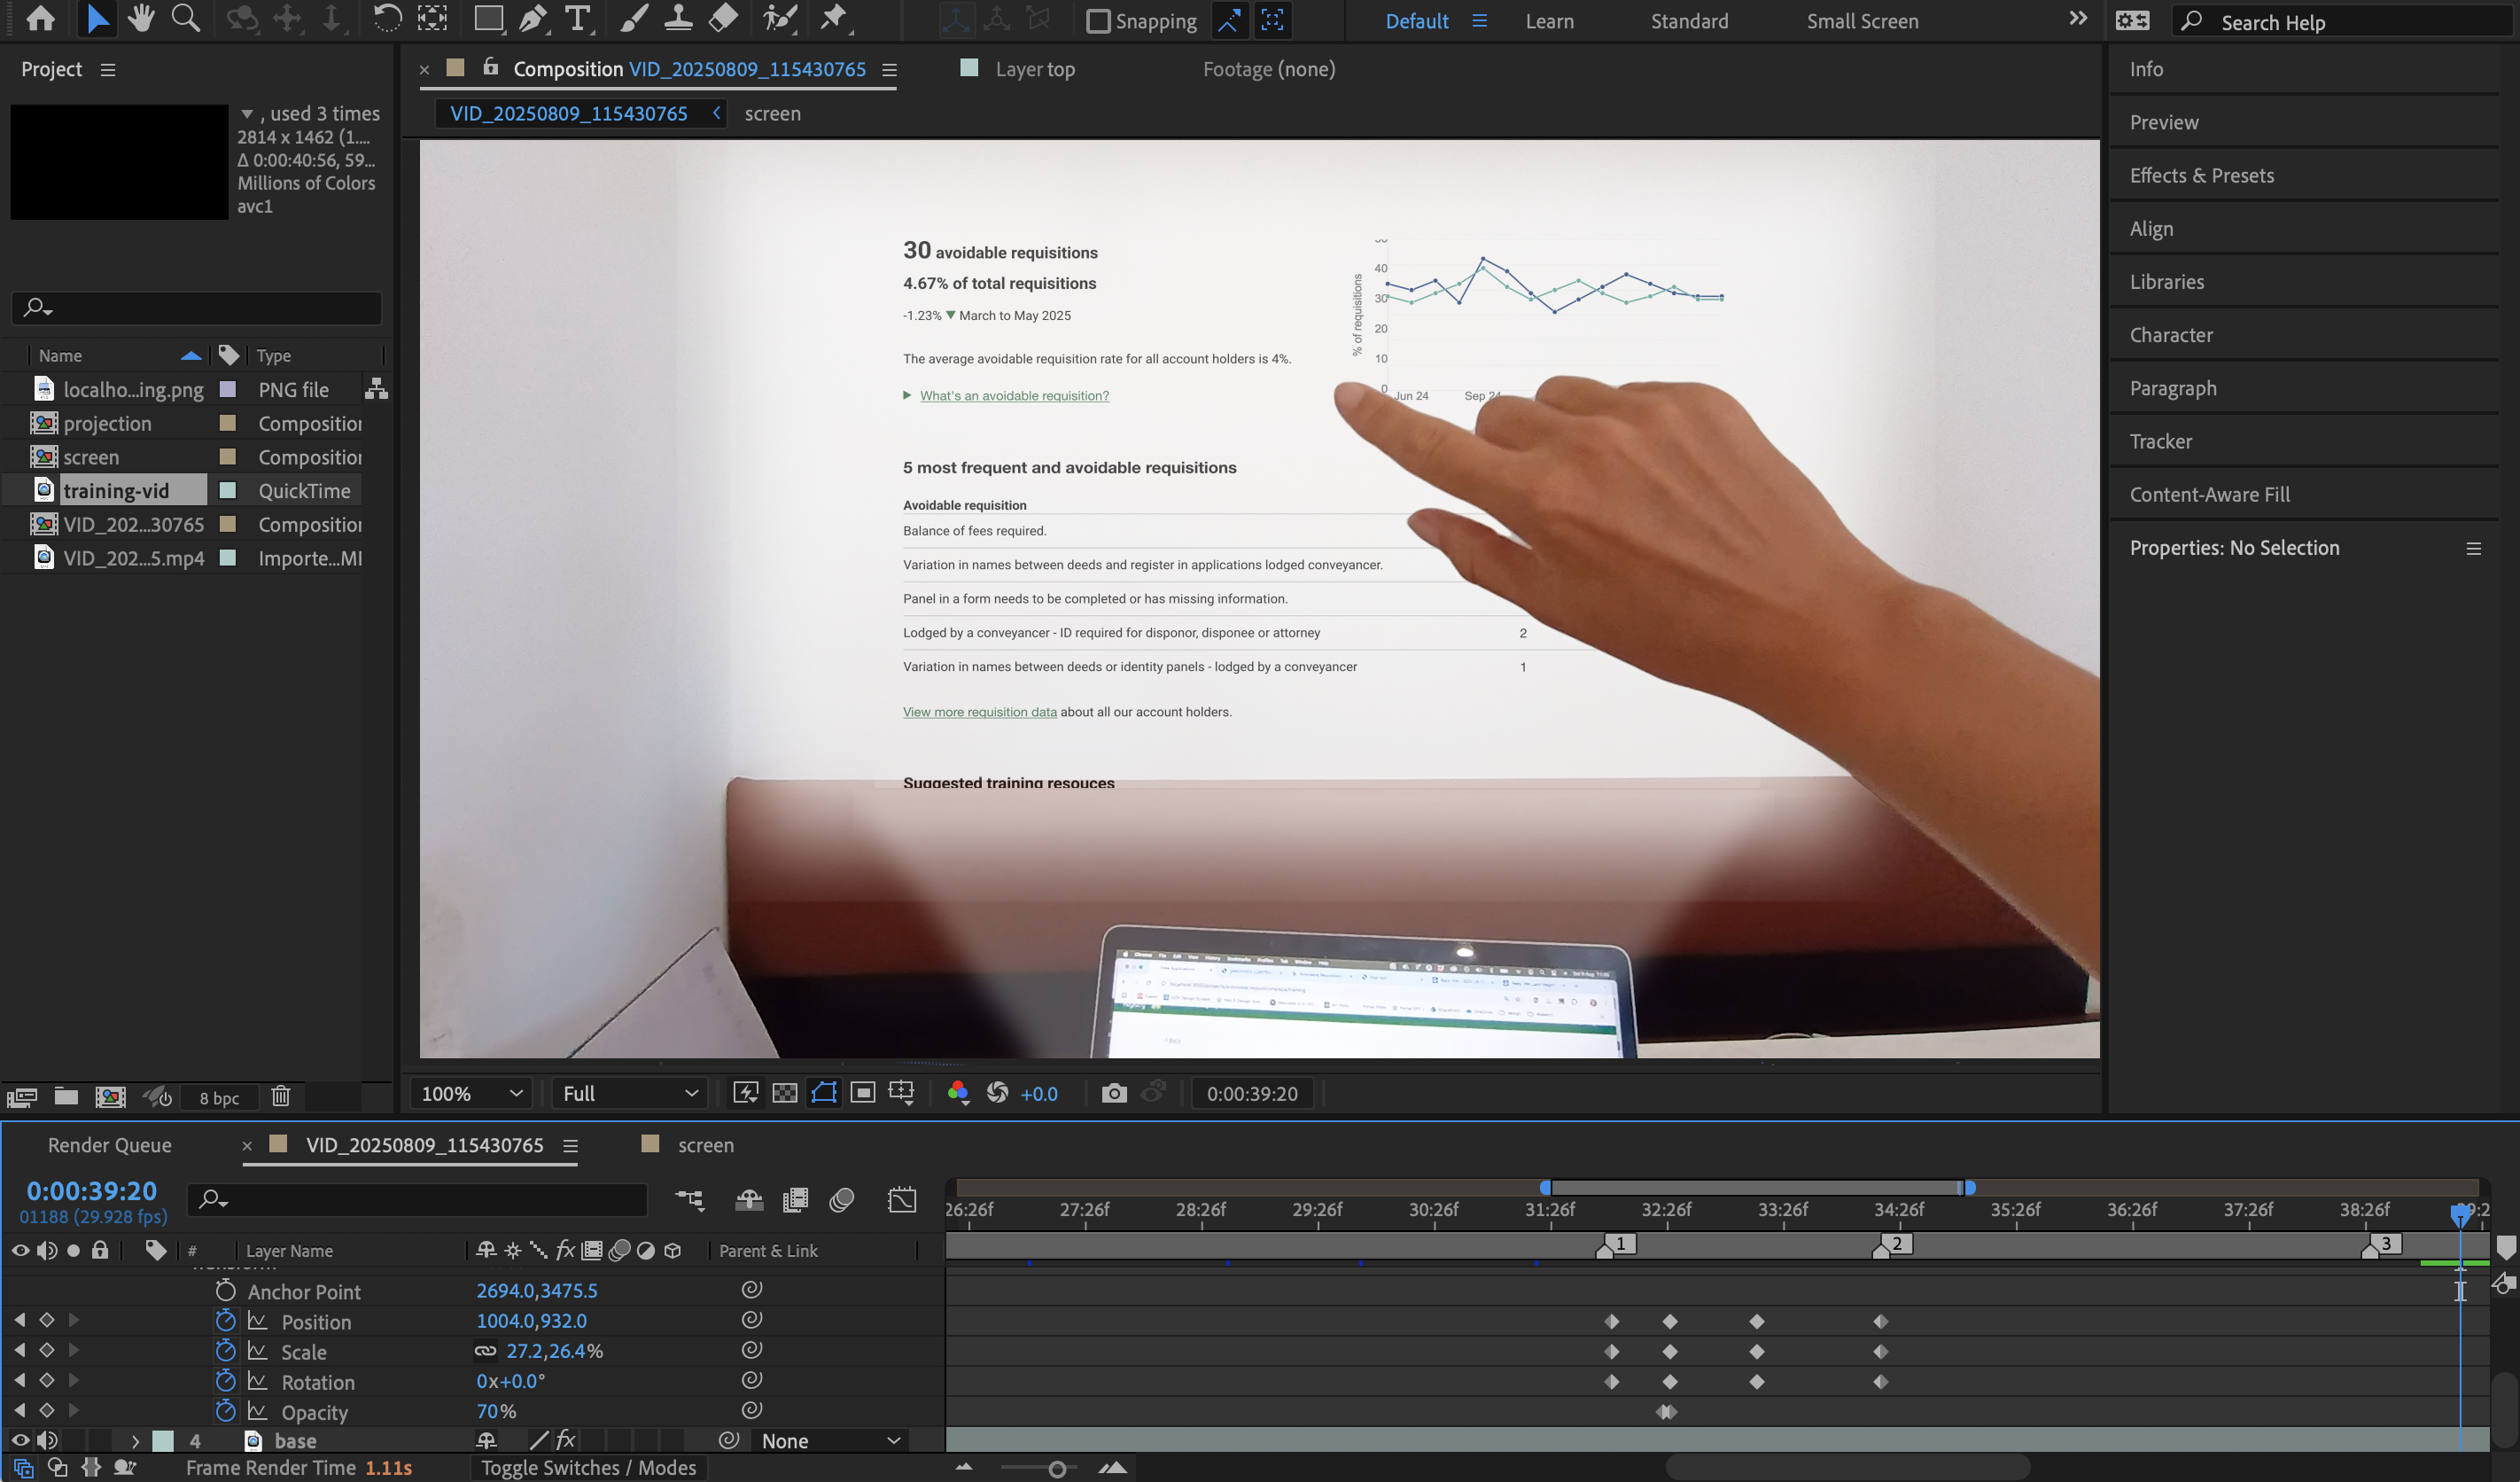 Snapping
Default
Learn
Standard
Small Screen
Search Help
Project
Composition VID_20250809_115430765
Layer top
Footage (none)
VID_20250809_115430765
screen
, used 3 times
2814 x 1462 (1....
Δ 0:00:40:56, 59...
Millions of Colors
avc1
Name
Type
localho...ing.png
PNG file
projection
Compositior
screen
Compositior
training-vid
QuickTime
VID_202...30765
Compositior
VID_202...5.mp4
Importe...MI
8 bpc
30 avoidable requisitions
4.67% of total requisitions
-1.23% ▼ March to May 2025
The average avoidable requisition rate for all account holders is 4%.
What's an avoidable requisition?
% of requisitions
40
30
20
10
0
Jun 24
Sep 24
5 most frequent and avoidable requisitions
Avoidable requisition
Balance of fees required.
Variation in names between deeds and register in applications lodged conveyancer.
Panel in a form needs to be completed or has missing information.
Lodged by a conveyancer - ID required for disponor, disponee or attorney 2
Variation in names between deeds or identity panels - lodged by a conveyancer 1
View more requisition data about all our account holders.
Suggested training resouces
100%
Full
+0.0
0:00:39:20
Info
Preview
Effects & Presets
Align
Libraries
Character
Paragraph
Tracker
Content-Aware Fill
Properties: No Selection
Render Queue
VID_20250809_115430765
screen
0:00:39:20
01188 (29.928 fps)
# Layer Name
fx
Parent & Link
26:26f
27:26f
28:26f
29:26f
30:26f
31:26f
32:26f
33:26f
34:26f
35:26f
36:26f
37:26f
38:26f
1
2
3
Anchor Point 2694.0,3475.5
Position 1004.0,932.0
Scale 27.2,26.4%
Rotation 0x+0.0°
Opacity 70%
4 base fx None
Frame Render Time 1.11s
Toggle Switches / Modes